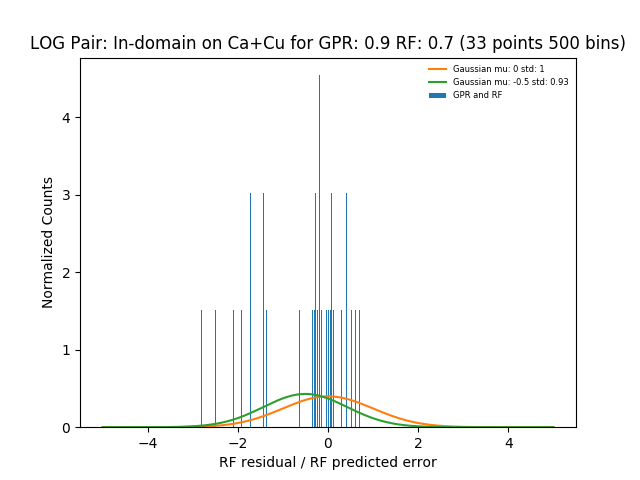 LOG Pair: In-domain on Ca+Cu for GPR: 0.9 RF: 0.7 (33 points 500 bins)
Gaussian mu: 0 std: 1
Gaussian mu: -0.5 std: 0.93
GPR and RF
Normalized Counts
4
3
2
1
0
−4 −2 0 2 4
RF residual / RF predicted error